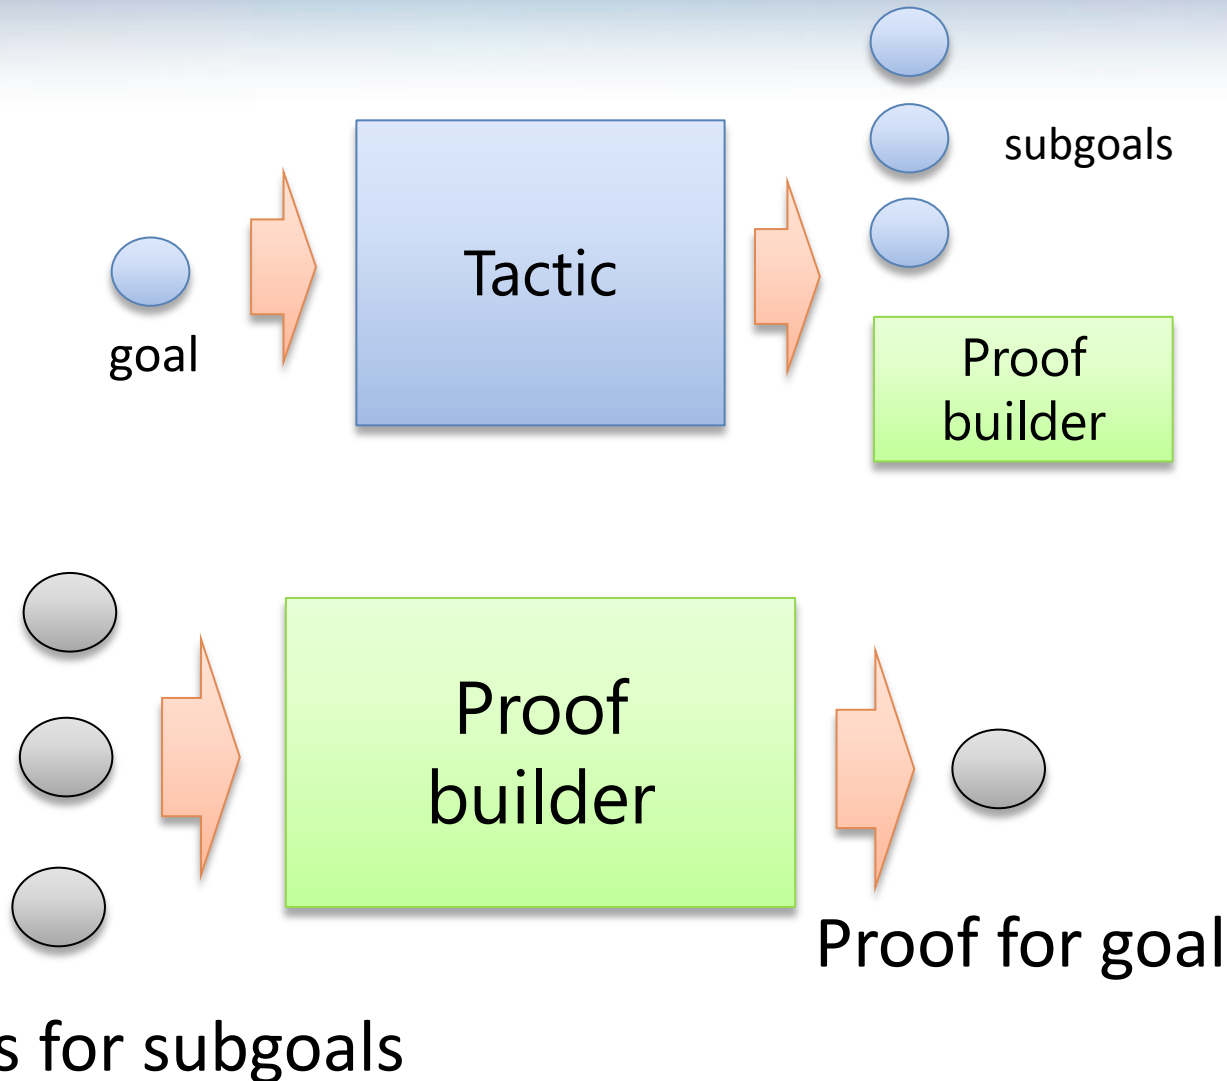 subgoals
Tactic
goal
Proof
builder
Proof
builder
Proof for goal
s for subgoals